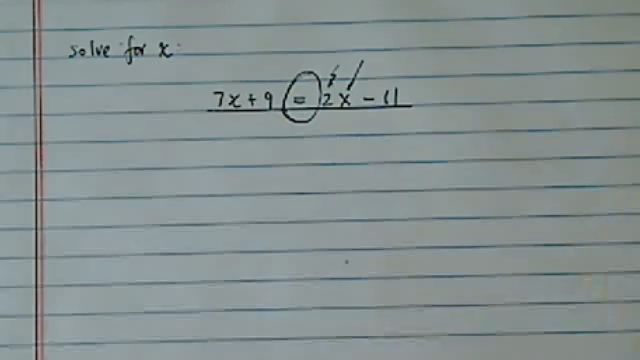 solve for x:
7x + 9 = 2x - 11